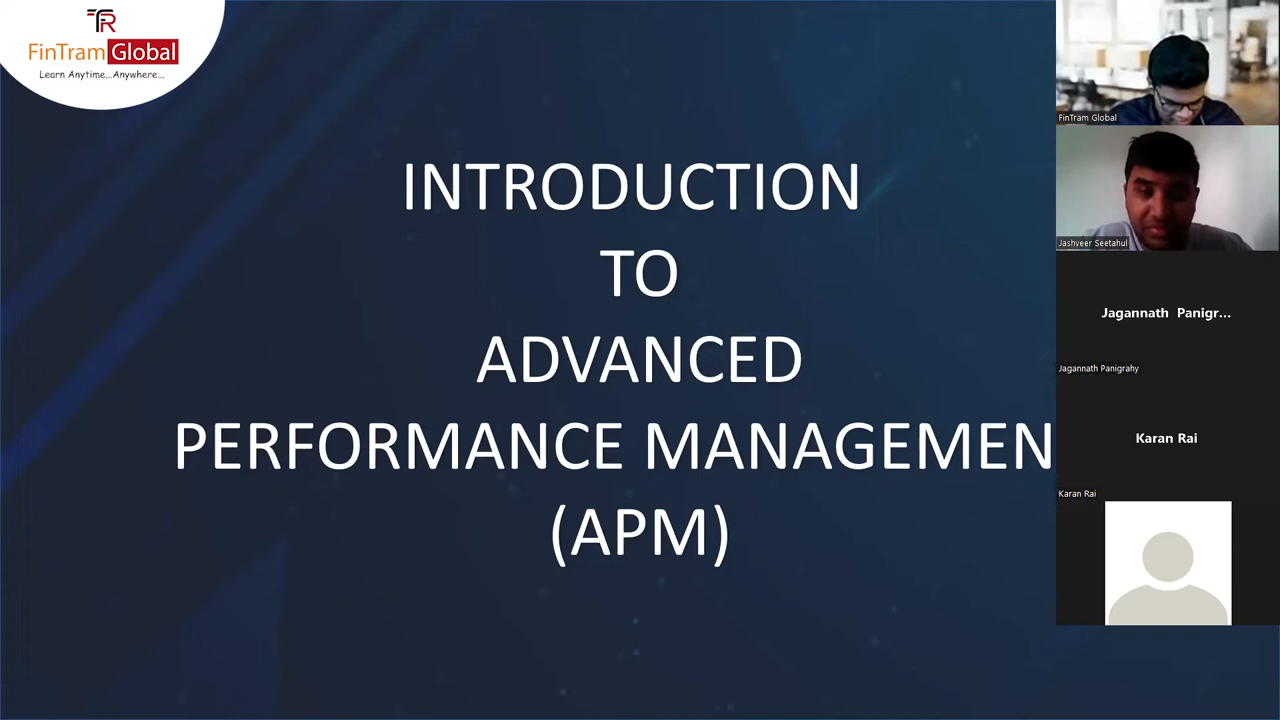 TR
FinTram Global
Learn Anytime...Anywhere...
INTRODUCTION
TO
ADVANCED
PERFORMANCE MANAGEMEN
(APM)
FinTram Global
Jashveer Seetahul
Jagannath Panigr...
Jagannath Panigrahy
Karan Rai
Karan Rai